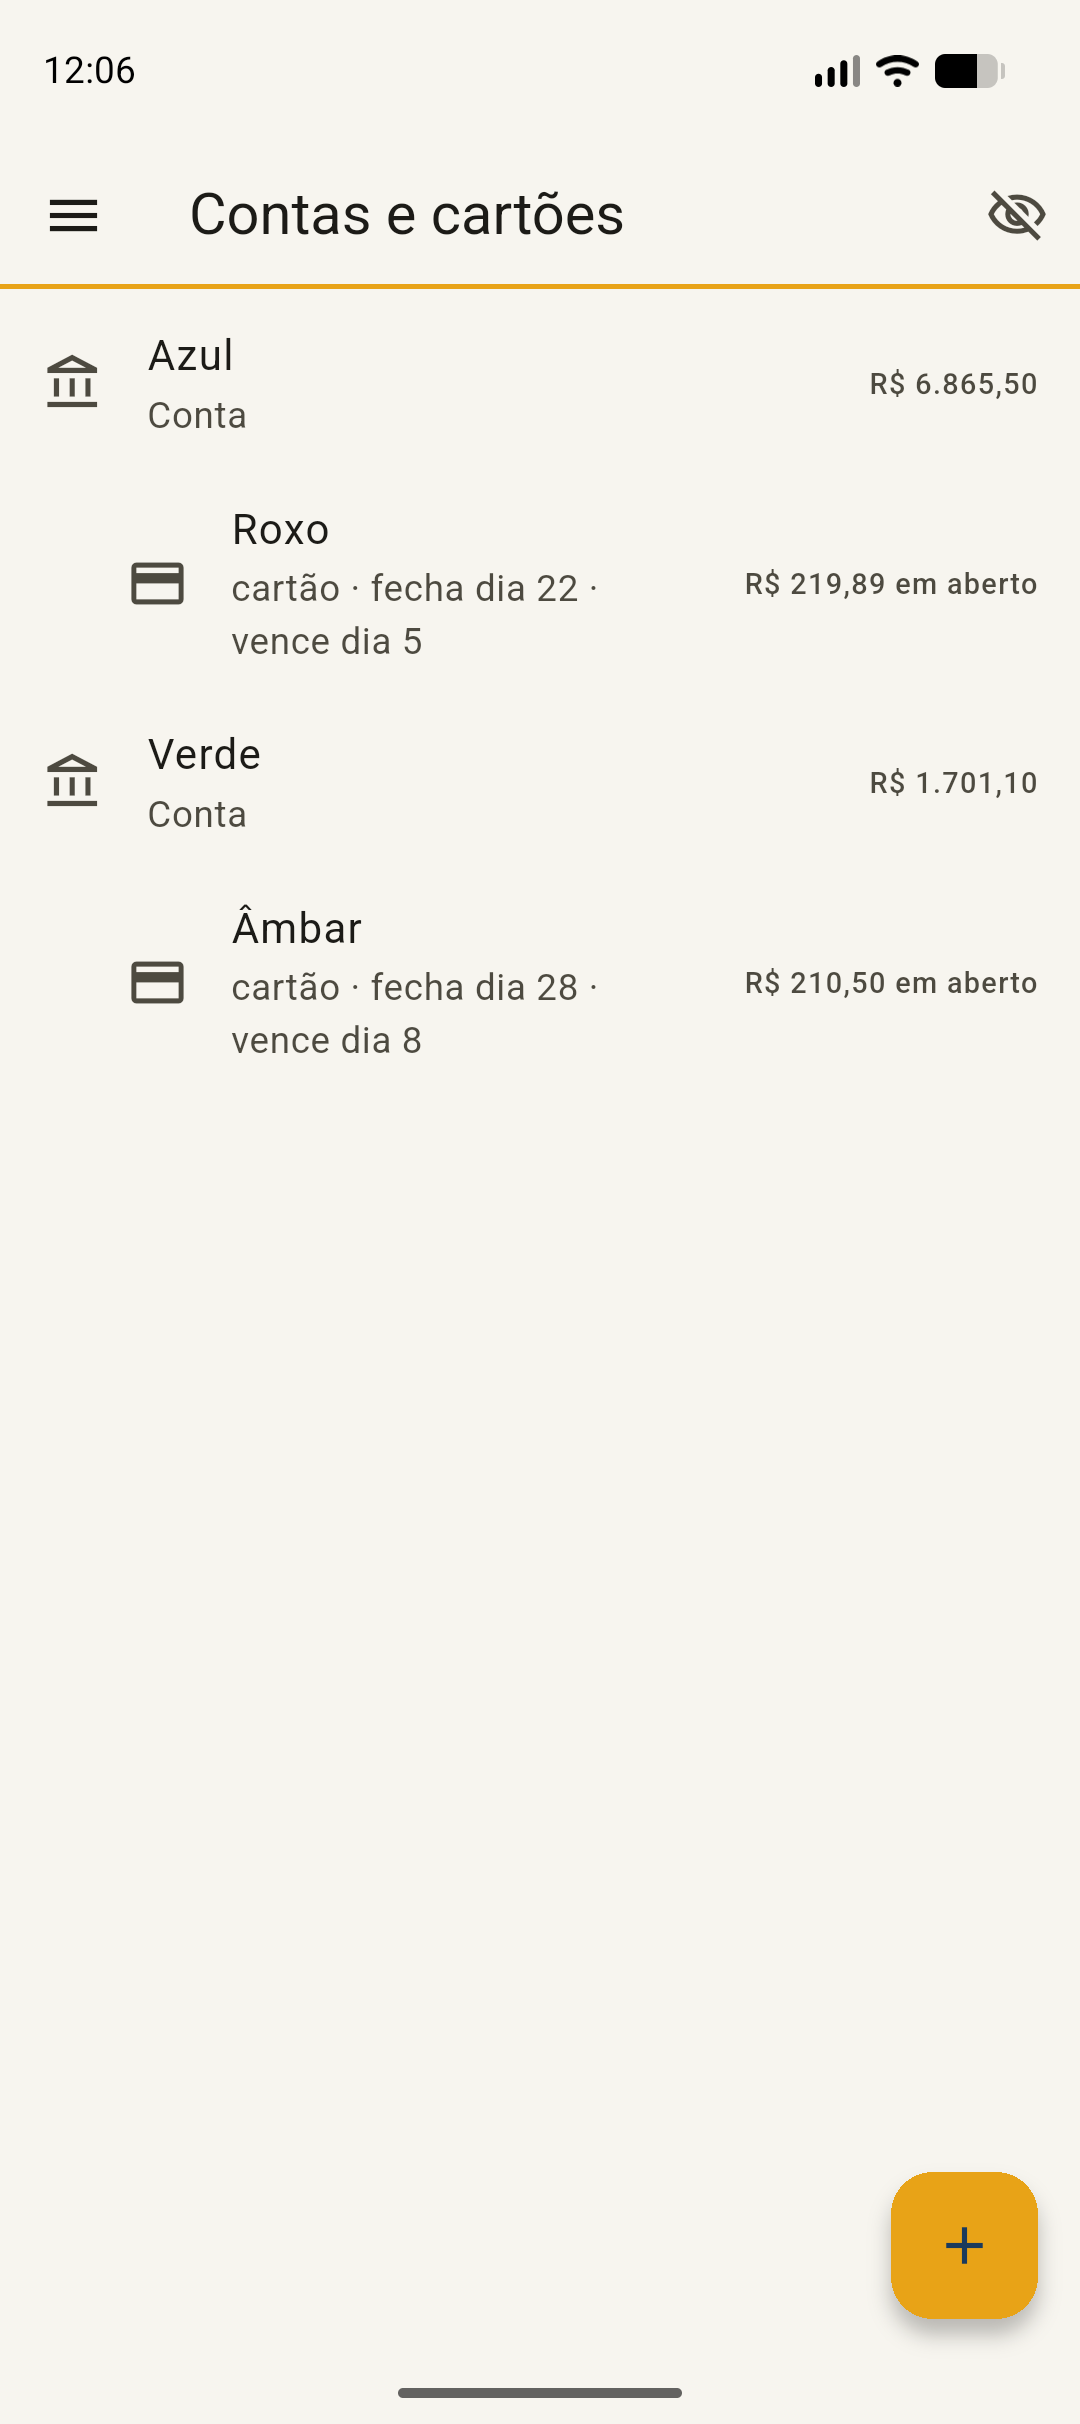 12:06
Contas e cartões
Azul
Conta
R$ 6.865,50
Roxo
cartão · fecha dia 22 ·
vence dia 5
R$ 219,89 em aberto
Verde
Conta
R$ 1.701,10
Âmbar
cartão · fecha dia 28 ·
vence dia 8
R$ 210,50 em aberto